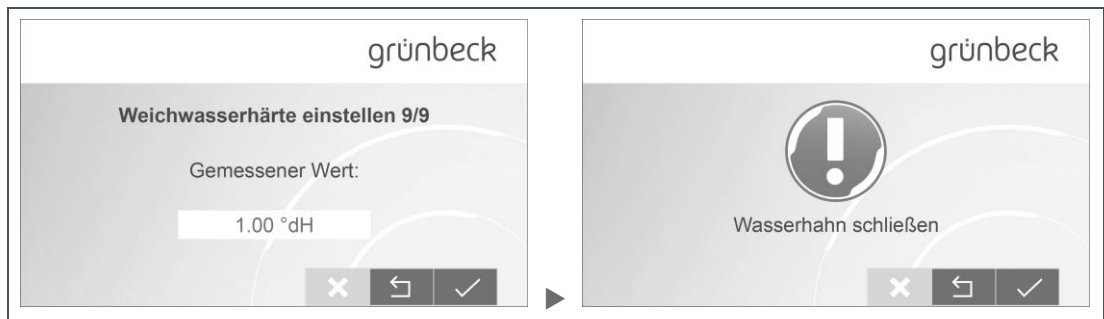 grünbeck
Weichwasserhärte einstellen 9/9
Gemessener Wert:
1.00 °dH
grünbeck
Wasserhahn schließen